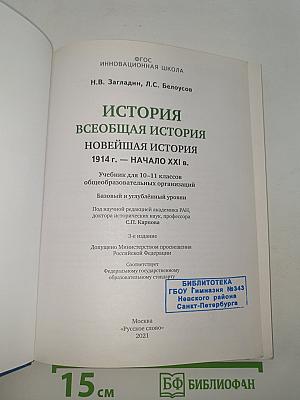 ФГОС
ИННОВАЦИОННАЯ ШКОЛА
Н.В. Загладин, Л.С. Белоусов
ИСТОРИЯ
ВСЕОБЩАЯ ИСТОРИЯ
НОВЕЙШАЯ ИСТОРИЯ
1914 г. — НАЧАЛО XXI в.
Учебник для 10–11 классов
общеобразовательных организаций
Базовый и углублённый уровни
Под научной редакцией академика РАН,
доктора исторических наук, профессора
С.П. Карпова
3-е издание
Допущено Министерством просвещения
Российской Федерации
Соответствует
Федеральному государственному
образовательному стандарту
БИБЛИОТЕКА
ГБОУ Гимназия №343
Невского района
Санкт-Петербурга
Москва
«Русское слово»
2021
15 см
БФ БИБЛИОФАН